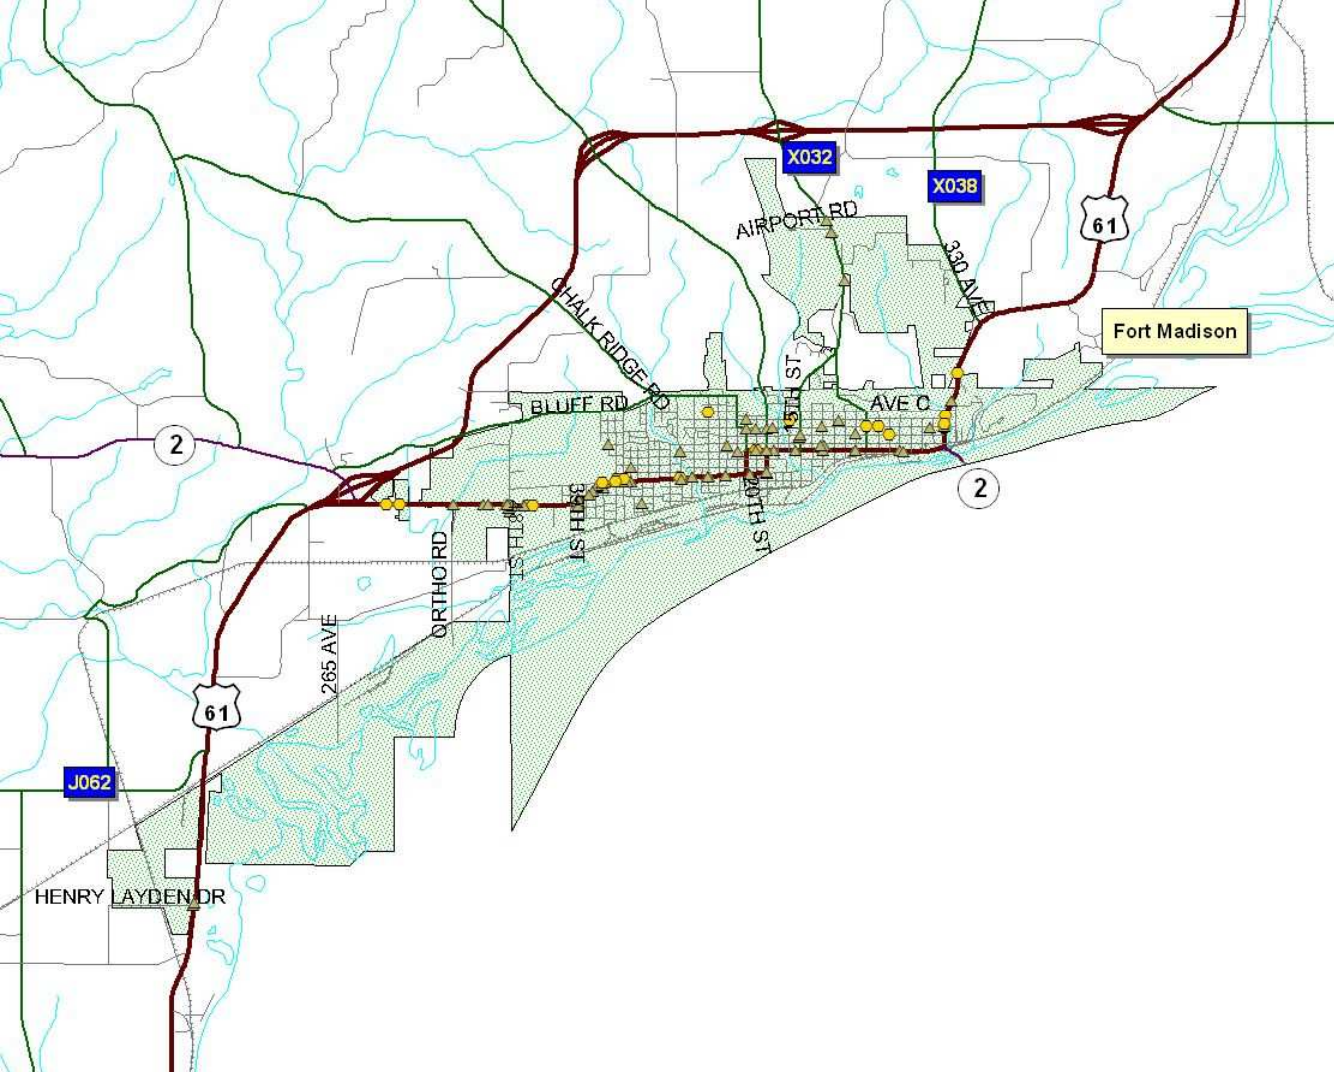 X032
X038
AIRPORT RD
61
330 AVE
CHALK RIDGE RD
Fort Madison
15TH ST
BLUFF RD
AVE C
2
2
39TH ST
20TH ST
ORTHO RD
265 AVE
61
J062
HENRY LAYDEN DR